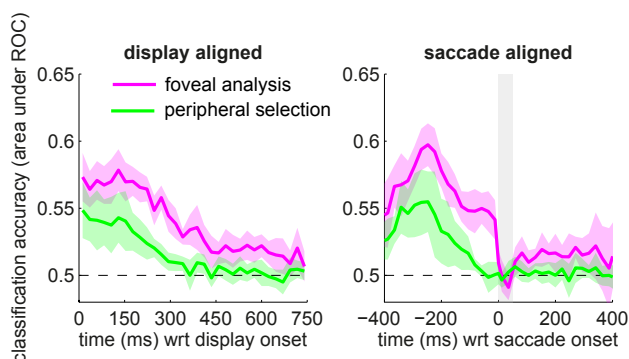 classification accuracy (area under ROC)
display aligned
saccade aligned
0.65
foveal analysis
peripheral selection
0.6
0.55
0.5
0 150 300 450 600 750
time (ms) wrt display onset
0.65
0.6
0.55
0.5
−400 −200 0 200 400
time (ms) wrt saccade onset